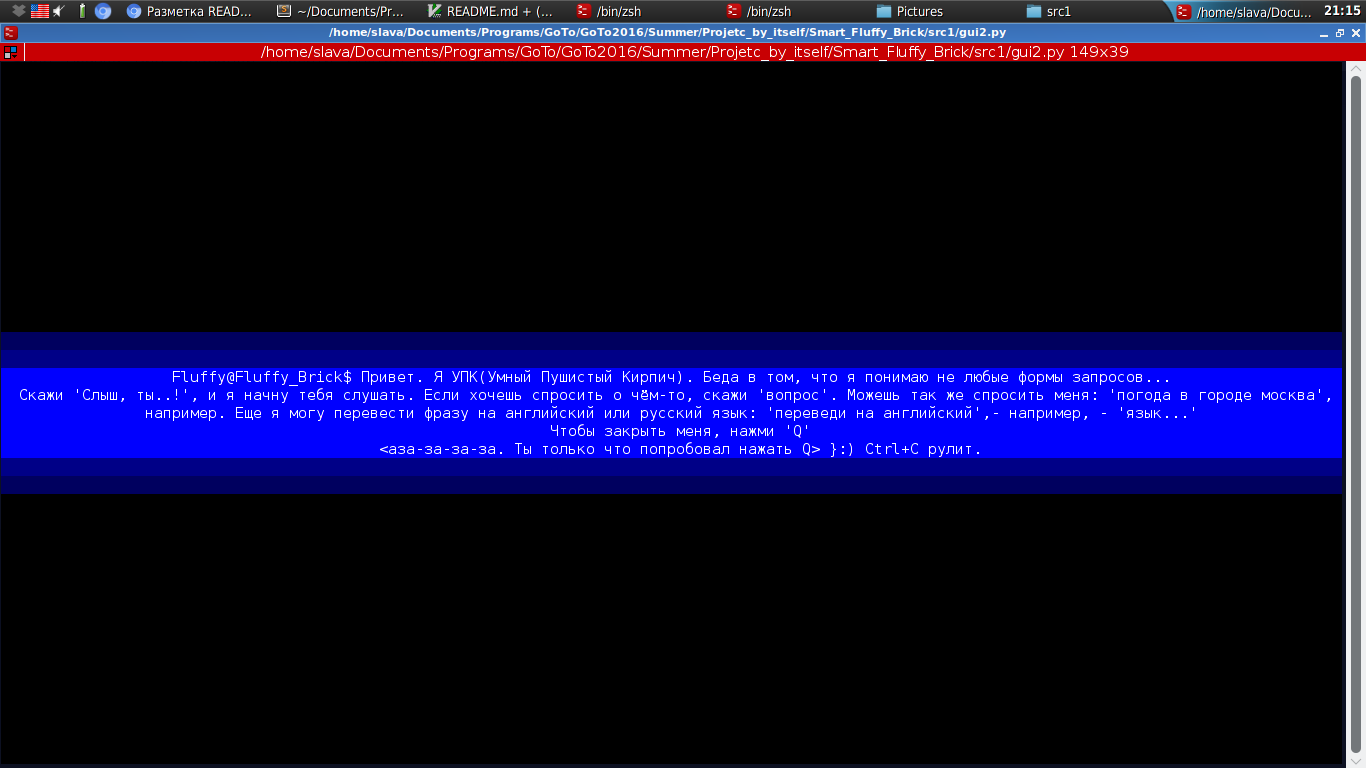 Разметка READ...
~/Documents/Pr...
README.md + (...
/bin/zsh
/bin/zsh
Pictures
src1
/home/slava/Docu...
21:15
/home/slava/Documents/Programs/GoTo/GoTo2016/Summer/Projetc_by_itself/Smart_Fluffy_Brick/src1/gui2.py
/home/slava/Documents/Programs/GoTo/GoTo2016/Summer/Projetc_by_itself/Smart_Fluffy_Brick/src1/gui2.py 149x39
Fluffy@Fluffy_Brick$ Привет. Я УПК(Умный Пушистый Кирпич). Беда в том, что я понимаю не любые формы запросов...
Скажи 'Слыш, ты..!', и я начну тебя слушать. Если хочешь спросить о чём-то, скажи 'вопрос'. Можешь так же спросить меня: 'погода в городе москва',
например. Еще я могу перевести фразу на английский или русский язык: 'переведи на английский',- например, - 'язык...'
Чтобы закрыть меня, нажми 'Q'
<аза-за-за-за. Ты только что попробовал нажать Q> }:) Ctrl+C рулит.